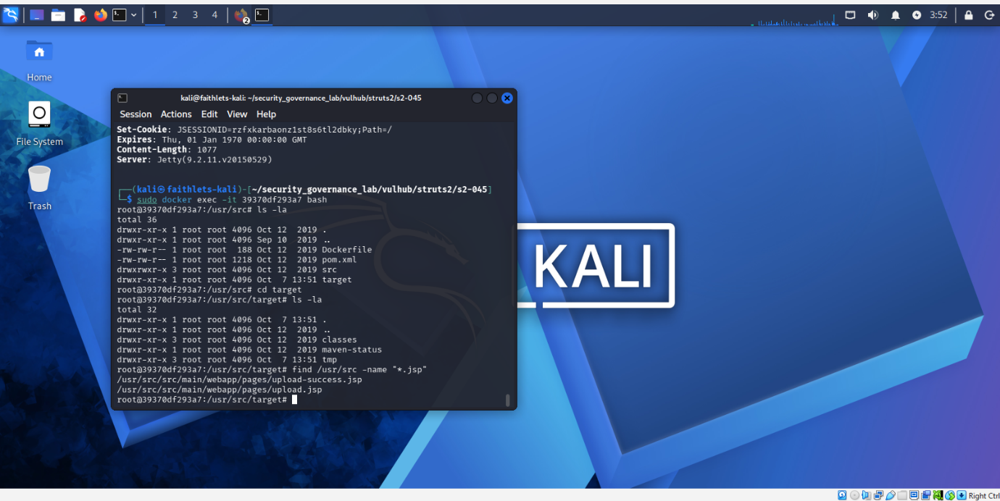 1 2 3 4 2 3:52
Home
File System
Trash
kali@faithlets-kali: ~/security_governance_lab/vulhub/struts2/s2-045
Session Actions Edit View Help
Set-Cookie: JSESSIONID=rzfxkarbaonz1st8s6tl2dbky;Path=/
Expires: Thu, 01 Jan 1970 00:00:00 GMT
Content-Length: 1077
Server: Jetty(9.2.11.v20150529)
┌──(kali㉿faithlets-kali)-[~/security_governance_lab/vulhub/struts2/s2-045]
└─$ sudo docker exec -it 39370df293a7 bash
root@39370df293a7:/usr/src# ls -la
total 36
drwxr-xr-x 1 root root 4096 Oct 12  2019 .
drwxr-xr-x 1 root root 4096 Sep 10  2019 ..
-rw-rw-r-- 1 root root  188 Oct 12  2019 Dockerfile
-rw-rw-r-- 1 root root 1218 Oct 12  2019 pom.xml
drwxrwxr-x 3 root root 4096 Oct 12  2019 src
drwxr-xr-x 1 root root 4096 Oct  7 13:51 target
root@39370df293a7:/usr/src# cd target
root@39370df293a7:/usr/src/target# ls -la
total 32
drwxr-xr-x 1 root root 4096 Oct  7 13:51 .
drwxr-xr-x 1 root root 4096 Oct 12  2019 ..
drwxr-xr-x 3 root root 4096 Oct 12  2019 classes
drwxr-xr-x 1 root root 4096 Oct 12  2019 maven-status
drwxr-xr-x 3 root root 4096 Oct  7 13:51 tmp
root@39370df293a7:/usr/src/target# find /usr/src -name "*.jsp"
/usr/src/src/main/webapp/pages/upload-success.jsp
/usr/src/src/main/webapp/pages/upload.jsp
root@39370df293a7:/usr/src/target#
KALI
Right Ctrl